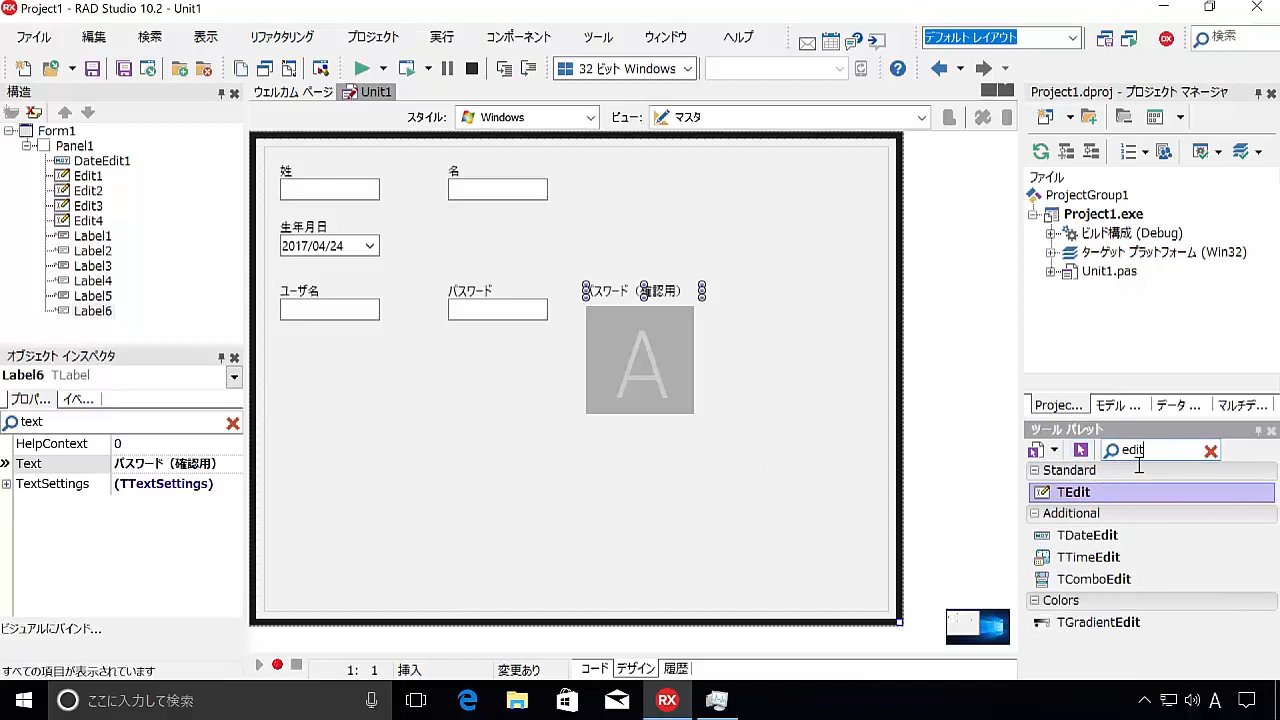 Project1 - RAD Studio 10.2 - Unit1
ファイル 編集 検索 表示 リファクタリング プロジェクト 実行 コンポーネント ツール ウィンドウ ヘルプ デフォルト レイアウト 検索
32 ビット Windows
構造
ウェルカム ページ Unit1
Project1.dproj - プロジェクト マネージャ
スタイル: Windows ビュー: マスタ
Form1
Panel1
DateEdit1
Edit1
Edit2
Edit3
Edit4
Label1
Label2
Label3
Label4
Label5
Label6
姓 名
生年月日
2017/04/24
ユーザ名 パスワード パスワード（確認用）
A
ファイル
ProjectGroup1
Project1.exe
ビルド構成 (Debug)
ターゲット プラットフォーム (Win32)
Unit1.pas
オブジェクト インスペクタ
Label6 TLabel
プロパ... イベ...
text
HelpContext 0
Text パスワード（確認用）
TextSettings (TTextSettings)
ビジュアルにバインド...
すべての項目が表示されています
Projec... モデル ... データ ... マルチデ...
ツール パレット
edit
Standard
TEdit
Additional
TDateEdit
TTimeEdit
TComboEdit
Colors
TGradientEdit
1: 1 挿入 変更あり コード デザイン 履歴
ここに入力して検索
A